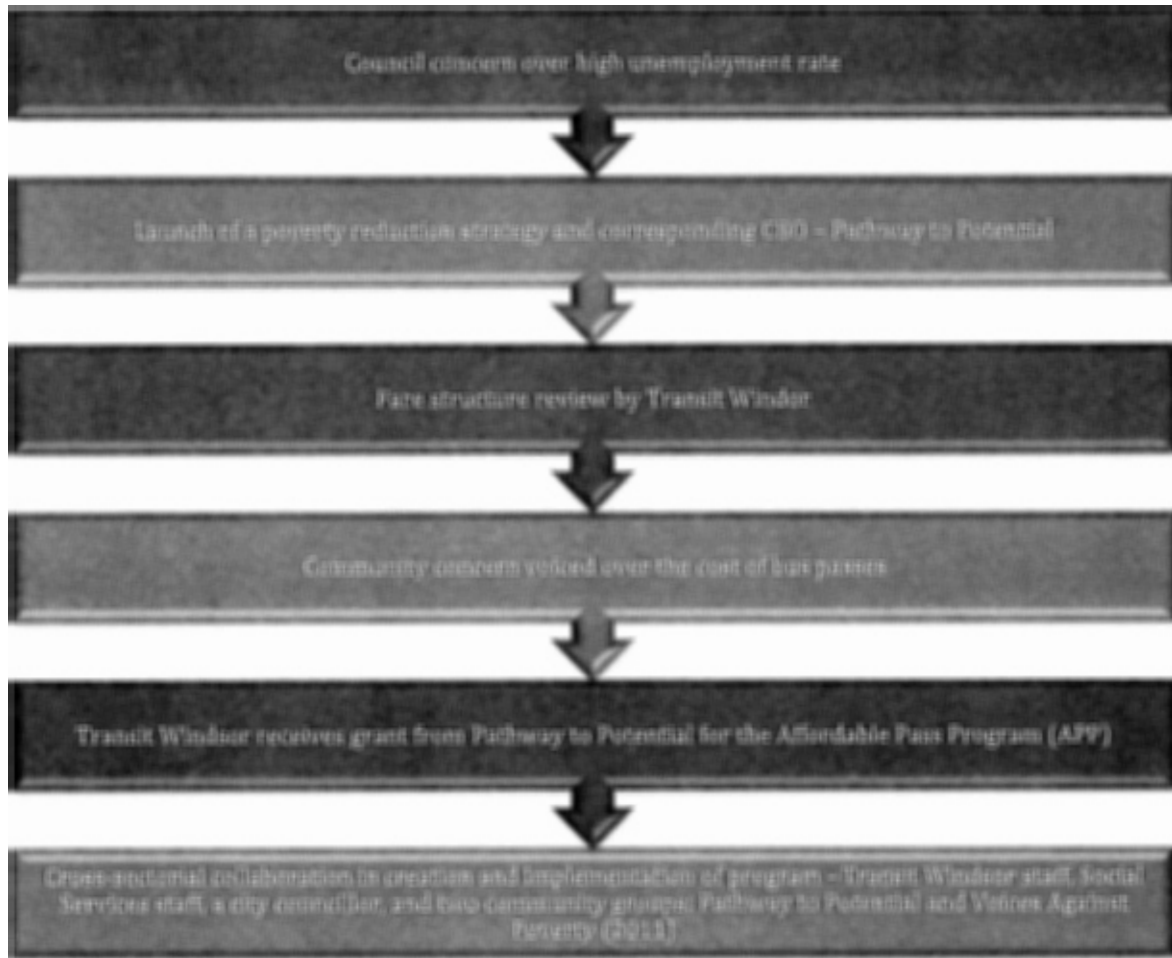 Council concern over high unemployment rate
Launch of a poverty reduction strategy and corresponding CBO – Pathway to Potential
Fare structure review by Transit Windor
Community concern voiced over the cost of bus passes
Transit Windsor receives grant from Pathway to Potential for the Affordable Pass Program (APP)
Cross-sectorial collaboration in creation and implementation of program – Transit Windsor staff, Social
Services staff, a city councillor, and two community groups: Pathway to Potential and Voices Against
Poverty (2011)